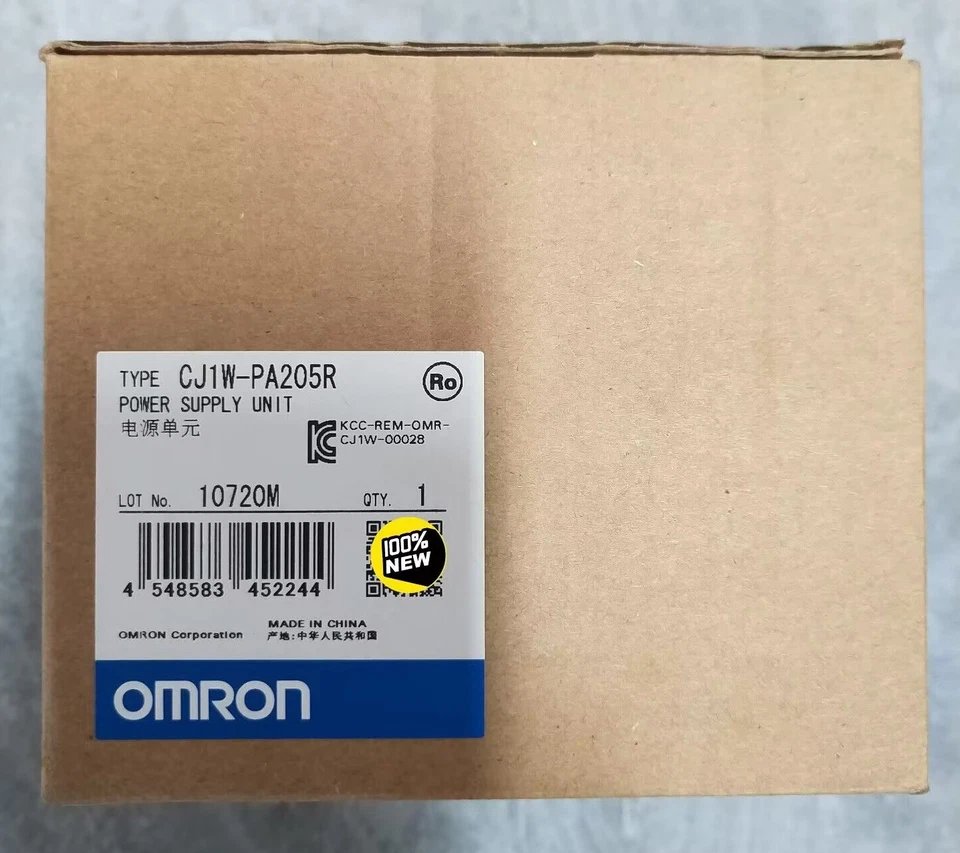 TYPE CJ1W-PA205R
Ro
POWER SUPPLY UNIT
电源单元
KCC-REM-OMR-
CJ1W-00028
LOT No. 10720M QTY. 1
100%
NEW
4 548583 452244
MADE IN CHINA
OMRON Corporation 产地:中华人民共和国
OMRON